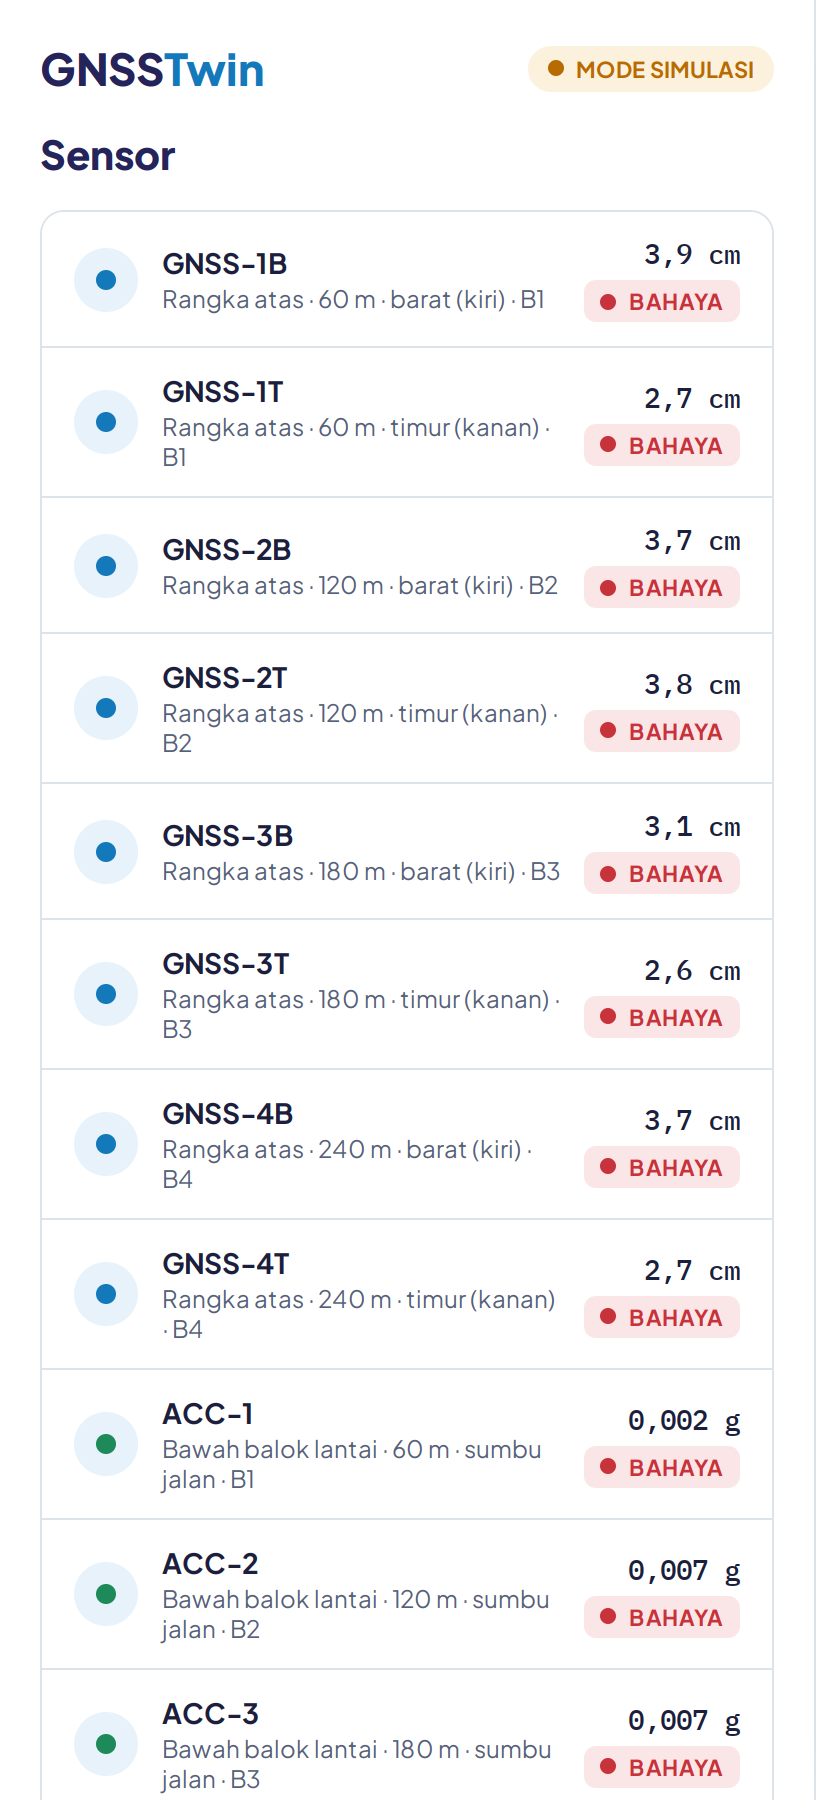 GNSSTwin
MODE SIMULASI
Sensor
GNSS-1B
Rangka atas · 60 m · barat (kiri) · B1
3,9 cm
BAHAYA
GNSS-1T
Rangka atas · 60 m · timur (kanan) ·
B1
2,7 cm
BAHAYA
GNSS-2B
Rangka atas · 120 m · barat (kiri) · B2
3,7 cm
BAHAYA
GNSS-2T
Rangka atas · 120 m · timur (kanan) ·
B2
3,8 cm
BAHAYA
GNSS-3B
Rangka atas · 180 m · barat (kiri) · B3
3,1 cm
BAHAYA
GNSS-3T
Rangka atas · 180 m · timur (kanan) ·
B3
2,6 cm
BAHAYA
GNSS-4B
Rangka atas · 240 m · barat (kiri) ·
B4
3,7 cm
BAHAYA
GNSS-4T
Rangka atas · 240 m · timur (kanan)
· B4
2,7 cm
BAHAYA
ACC-1
Bawah balok lantai · 60 m · sumbu
jalan · B1
0,002 g
BAHAYA
ACC-2
Bawah balok lantai · 120 m · sumbu
jalan · B2
0,007 g
BAHAYA
ACC-3
Bawah balok lantai · 180 m · sumbu
jalan · B3
0,007 g
BAHAYA